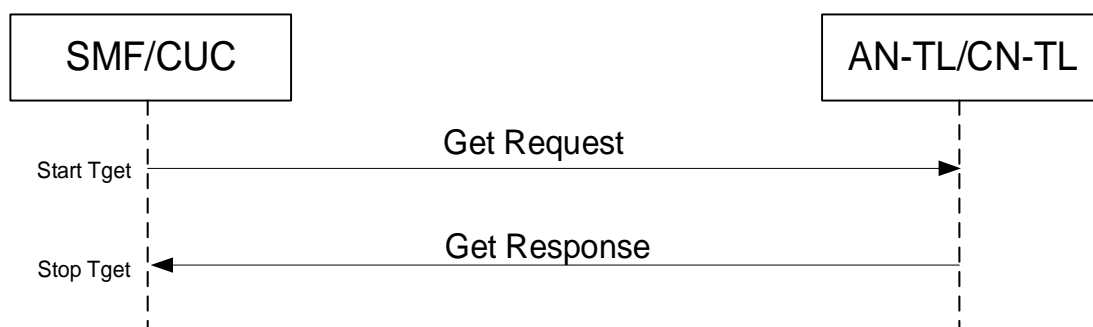 SMF/CUC
AN-TL/CN-TL
Get Request
Start Tget
Get Response
Stop Tget